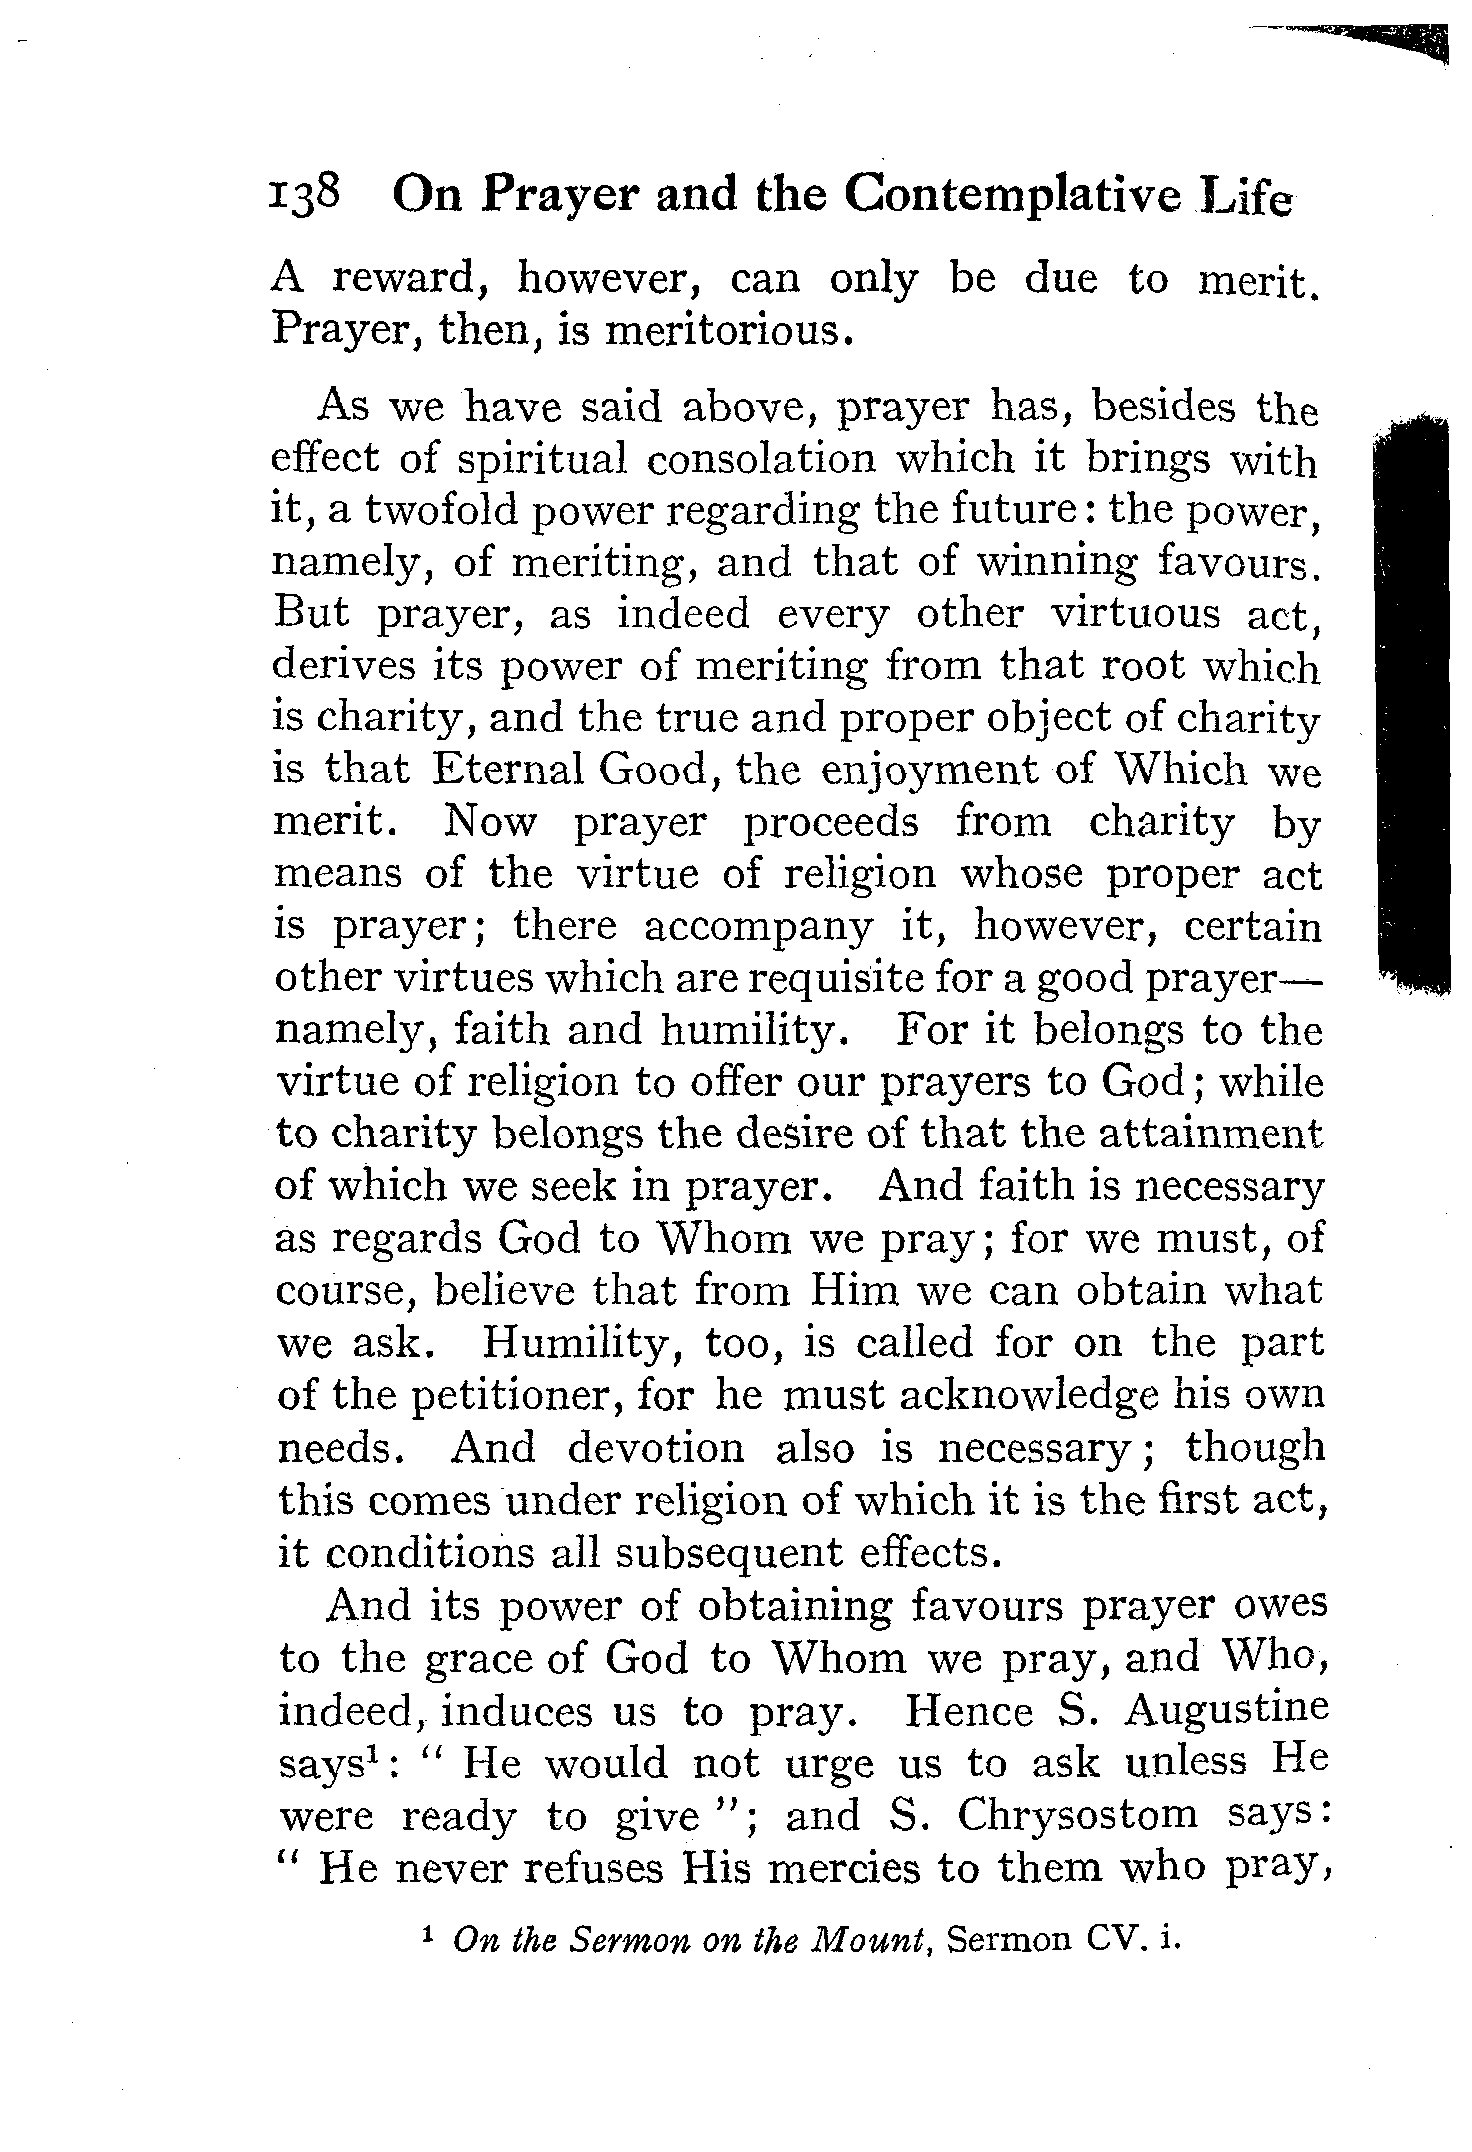 138 On Prayer and the Contemplative Life
A reward, however, can only be due to merit.
Prayer, then, is meritorious.
As we have said above, prayer has, besides the
effect of spiritual consolation which it brings with
it, a twofold power regarding the future: the power,
namely, of meriting, and that of winning favours.
But prayer, as indeed every other virtuous act,
derives its power of meriting from that root which
is charity, and the true and proper object of charity
is that Eternal Good, the enjoyment of Which we
merit. Now prayer proceeds from charity by
means of the virtue of religion whose proper act
is prayer; there accompany it, however, certain
other virtues which are requisite for a good prayer—
namely, faith and humility. For it belongs to the
virtue of religion to offer our prayers to God; while
to charity belongs the desire of that the attainment
of which we seek in prayer. And faith is necessary
as regards God to Whom we pray; for we must, of
course, believe that from Him we can obtain what
we ask. Humility, too, is called for on the part
of the petitioner, for he must acknowledge his own
needs. And devotion also is necessary; though
this comes under religion of which it is the first act,
it conditions all subsequent effects.
And its power of obtaining favours prayer owes
to the grace of God to Whom we pray, and Who,
indeed, induces us to pray. Hence S. Augustine
says¹: “ He would not urge us to ask unless He
were ready to give ”; and S. Chrysostom says:
“ He never refuses His mercies to them who pray,
¹ On the Sermon on the Mount, Sermon CV. i.